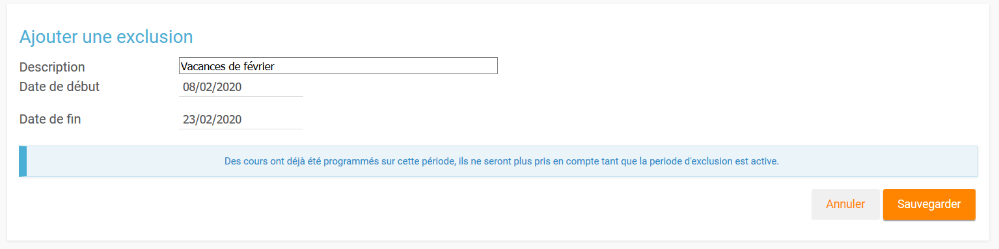 Ajouter une exclusion
Description Vacances de février
Date de début 08/02/2020
Date de fin 23/02/2020
Des cours ont déjà été programmés sur cette période, ils ne seront plus pris en compte tant que la periode d'exclusion est active.
Annuler Sauvegarder